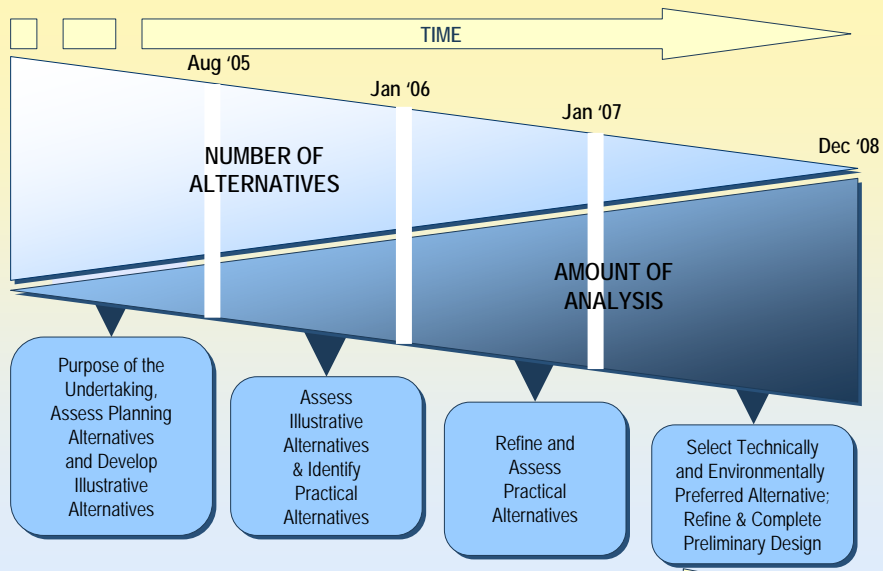 TIME
Aug ‘05
Jan ‘06
Jan ‘07
Dec ‘08
NUMBER OF
ALTERNATIVES
AMOUNT OF
ANALYSIS
Purpose of the
Undertaking,
Assess Planning
Alternatives
and Develop
Illustrative
Alternatives
Assess
Illustrative
Alternatives
& Identify
Practical
Alternatives
Refine and
Assess
Practical
Alternatives
Select Technically
and Environmentally
Preferred Alternative;
Refine & Complete
Preliminary Design